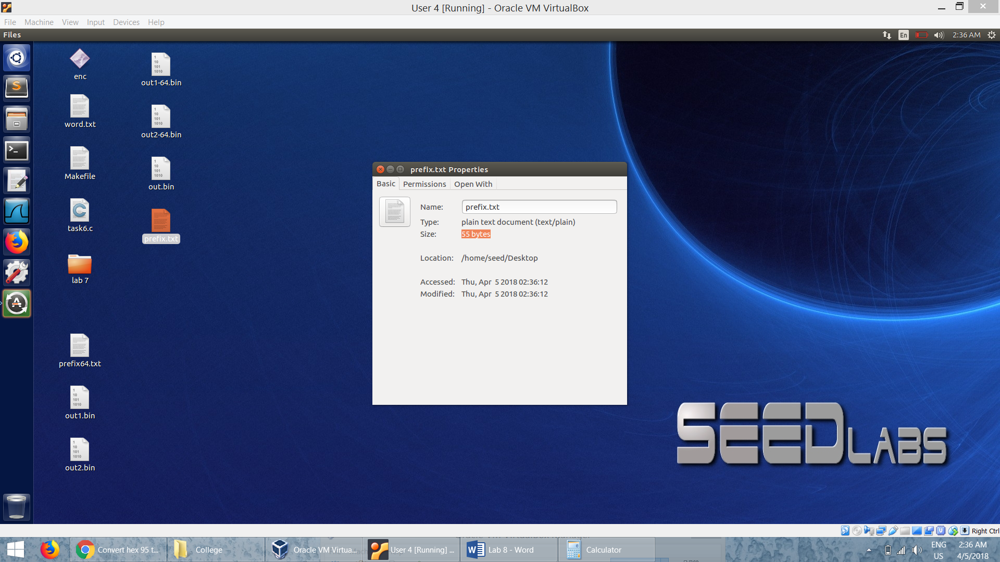 User 4 [Running] - Oracle VM VirtualBox
File Machine View Input Devices Help
Files
En
2:36 AM
enc
out1-64.bin
word.txt
out2-64.bin
Makefile
out.bin
task6.c
prefix.txt
lab 7
prefix64.txt
out1.bin
out2.bin
prefix.txt Properties
Basic Permissions Open With
Name: prefix.txt
Type: plain text document (text/plain)
Size: 55 bytes
Location: /home/seed/Desktop
Accessed: Thu, Apr 5 2018 02:36:12
Modified: Thu, Apr 5 2018 02:36:12
SEEDLABS
Right Ctrl
Convert hex 95 t...
College
Oracle VM Virtua...
User 4 [Running] ...
Lab 8 - Word
Calculator
ENG
US
2:36 AM
4/5/2018